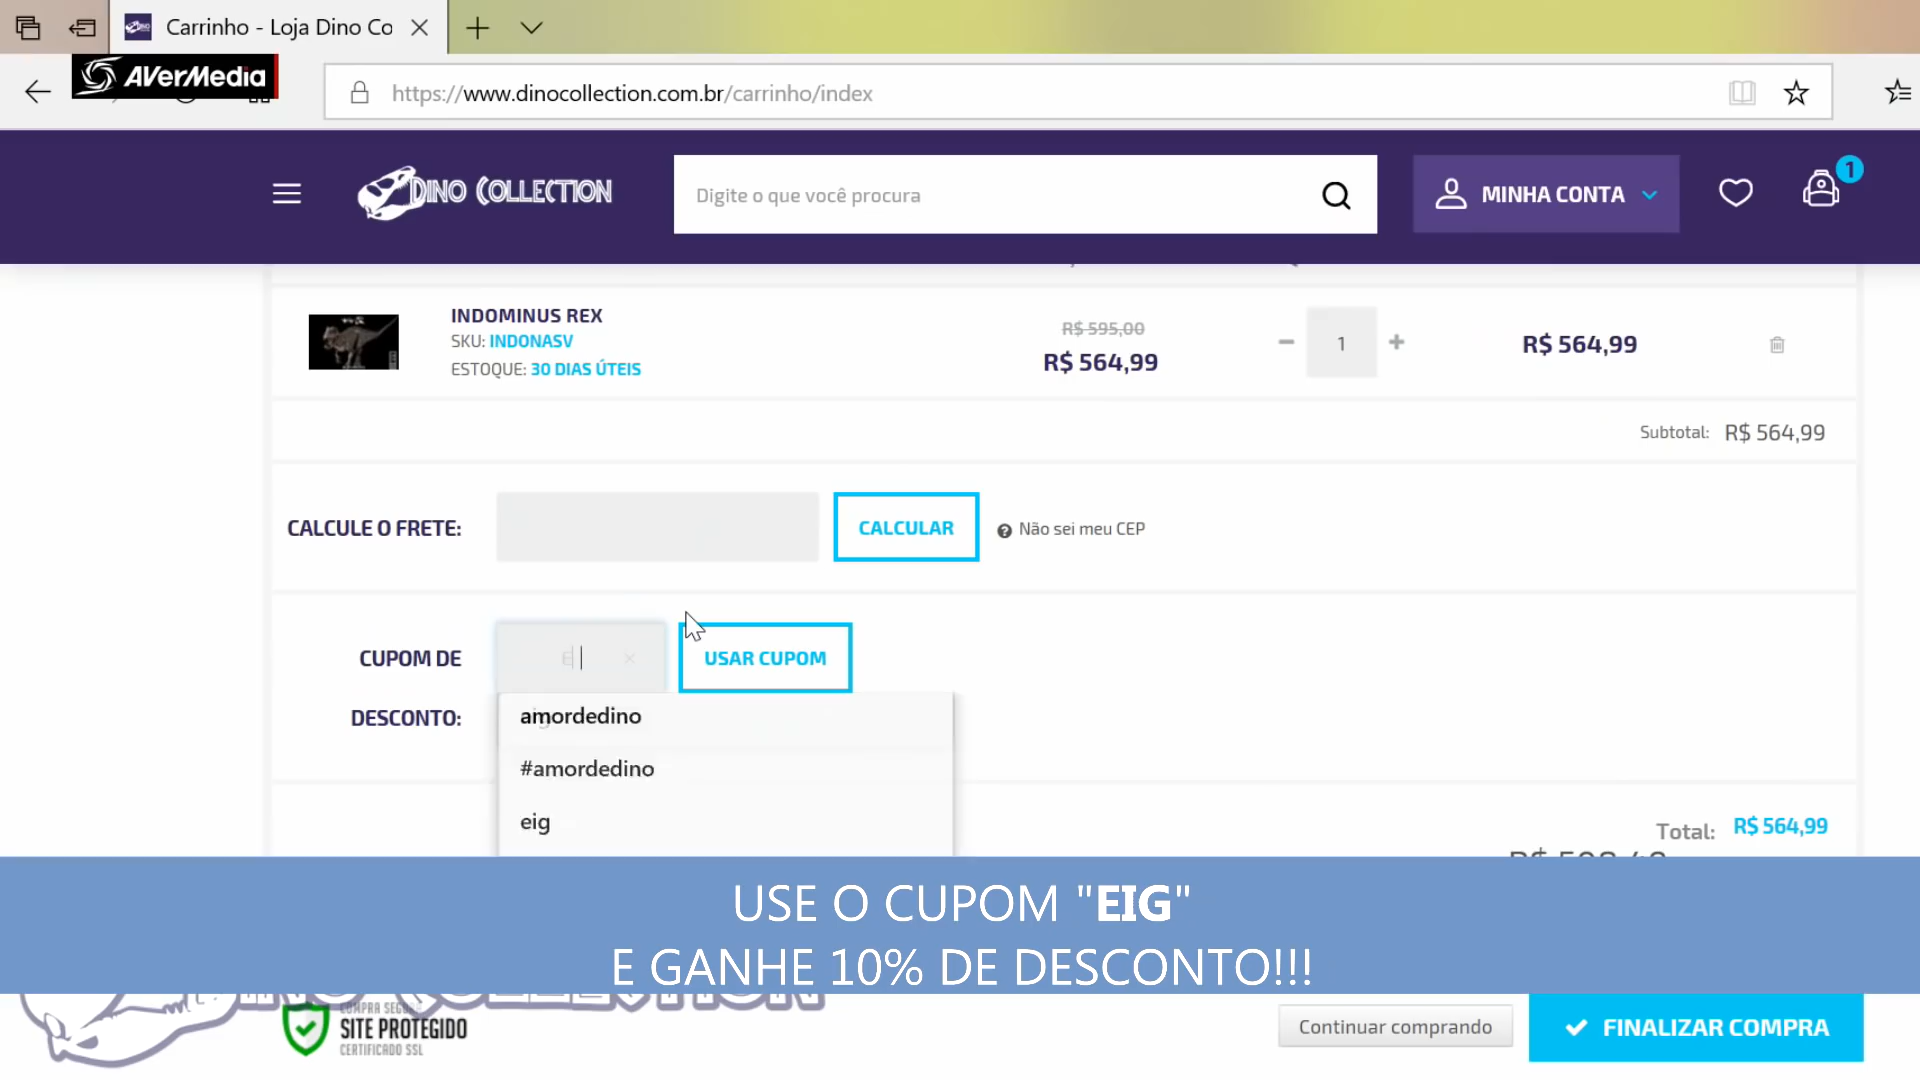 Carrinho - Loja Dino Co
AVerMedia
https://www.dinocollection.com.br/carrinho/index
DINO COLLECTION
Digite o que você procura
MINHA CONTA
1
INDOMINUS REX
SKU: INDONASV
ESTOQUE: 30 DIAS ÚTEIS
R$ 595,00
R$ 564,99
1
R$ 564,99
Subtotal: R$ 564,99
CALCULE O FRETE:
CALCULAR
Não sei meu CEP
CUPOM DE
DESCONTO:
E
USAR CUPOM
amordedino
#amordedino
eig
Total: R$ 564,99
USE O CUPOM "EIG"
E GANHE 10% DE DESCONTO!!!
COMPRA SEGURA
SITE PROTEGIDO
CERTIFICADO SSL
Continuar comprando
FINALIZAR COMPRA